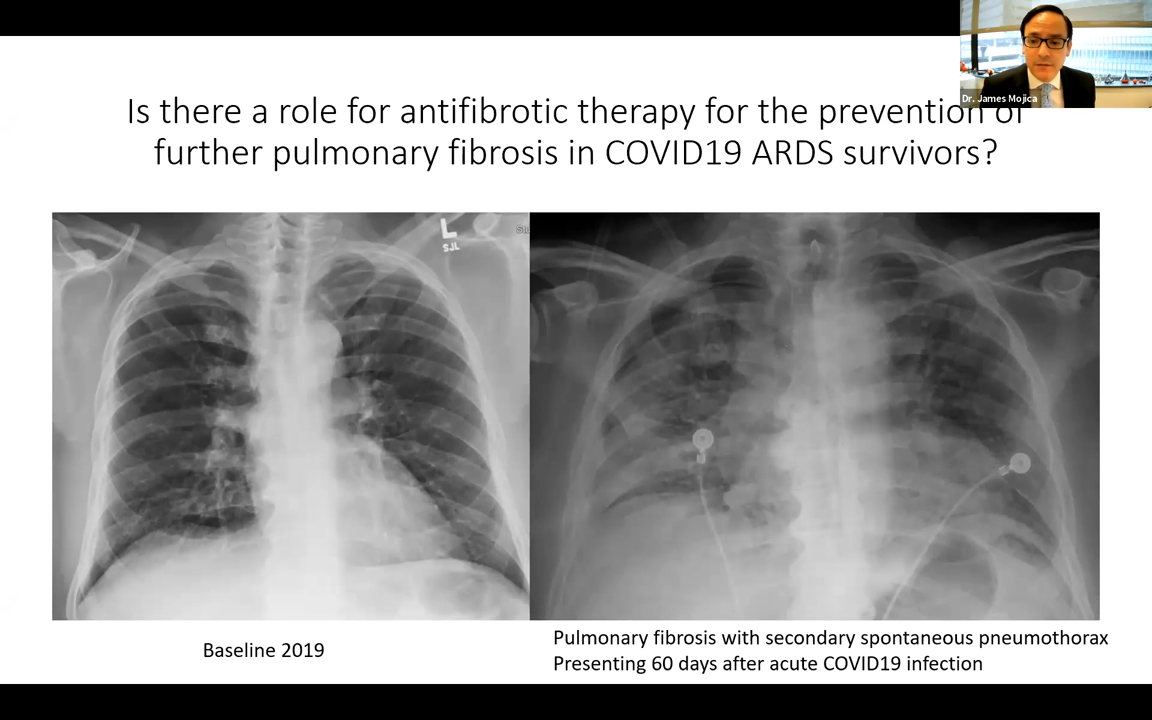 Dr. James Mojica
Is there a role for antifibrotic therapy for the prevention of
further pulmonary fibrosis in COVID19 ARDS survivors?
L
SJL
Baseline 2019
Pulmonary fibrosis with secondary spontaneous pneumothorax
Presenting 60 days after acute COVID19 infection